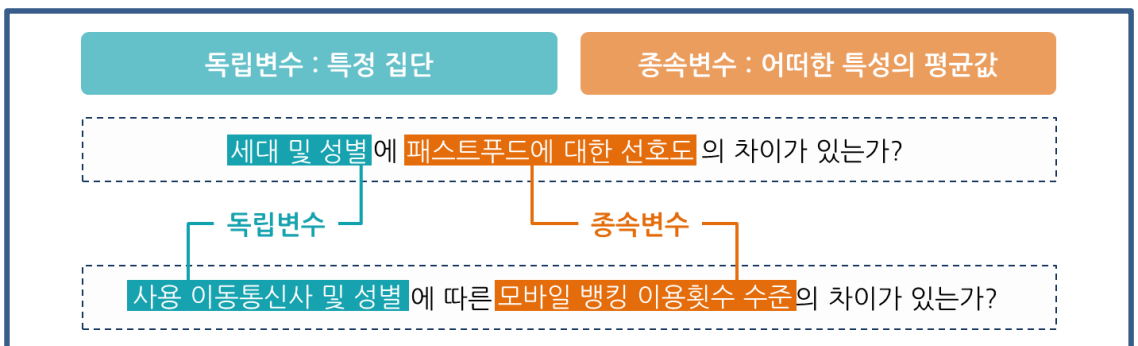 독립변수 : 특정 집단
종속변수 : 어떠한 특성의 평균값
세대 및 성별에 패스트푸드에 대한 선호도의 차이가 있는가?
독립변수
종속변수
사용 이동통신사 및 성별에 따른 모바일 뱅킹 이용횟수 수준의 차이가 있는가?